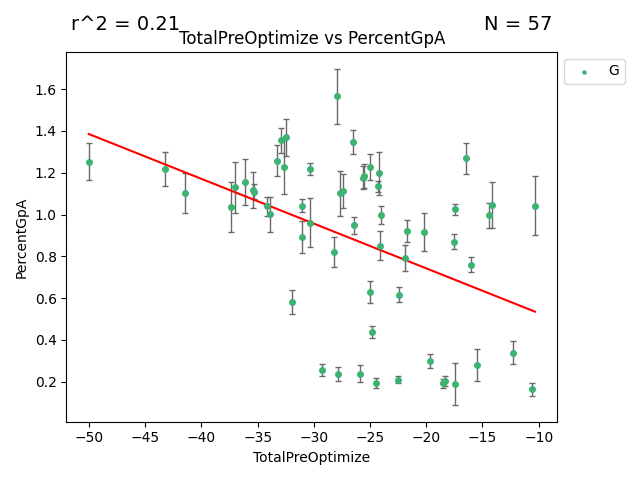 r^2 = 0.21
N = 57
TotalPreOptimize vs PercentGpA
G
PercentGpA
1.6
1.4
1.2
1.0
0.8
0.6
0.4
0.2
−50
−45
−40
−35
−30
−25
−20
−15
−10
TotalPreOptimize